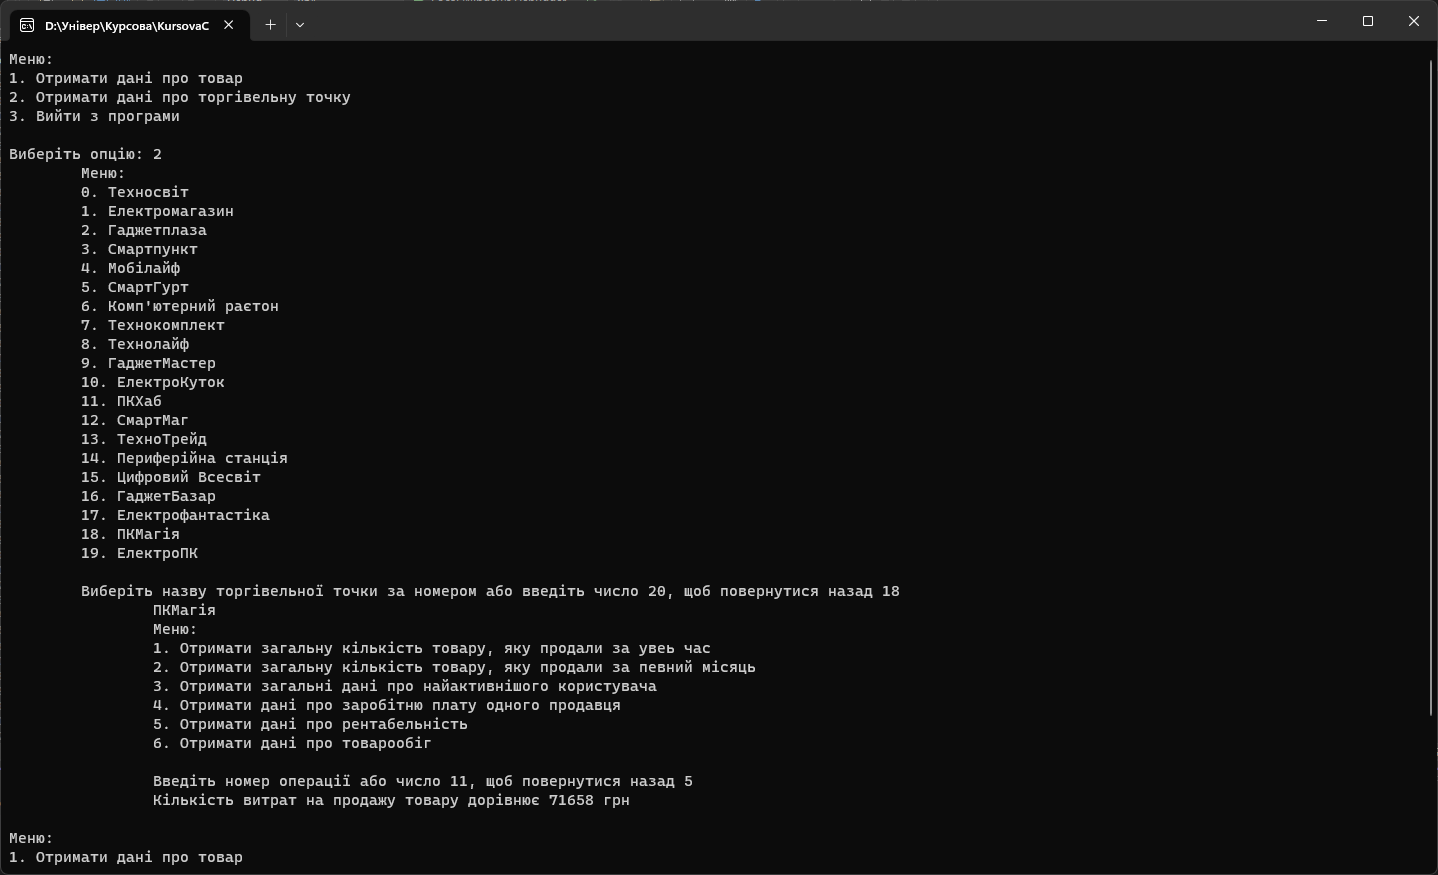 D:\Універ\Курсова\KursovaC
Меню:
1. Отримати дані про товар
2. Отримати дані про торгівельну точку
3. Вийти з програми
Виберіть опцію: 2
Меню:
0. Техносвіт
1. Електромагазин
2. Гаджетплаза
3. Смартпункт
4. Мобілайф
5. СмартГурт
6. Комп'ютерний раєтон
7. Технокомплект
8. Технолайф
9. ГаджетМастер
10. ЕлектроКуток
11. ПКХаб
12. СмартМаг
13. ТехноТрейд
14. Периферійна станція
15. Цифровий Всесвіт
16. ГаджетБазар
17. Електрофантастіка
18. ПКМагія
19. ЕлектроПК
Виберіть назву торгівельної точки за номером або введіть число 20, щоб повернутися назад 18
ПКМагія
Меню:
1. Отримати загальну кількість товару, яку продали за увеь час
2. Отримати загальну кількість товару, яку продали за певний місяць
3. Отримати загальні дані про найактивнішого користувача
4. Отримати дані про заробітню плату одного продавця
5. Отримати дані про рентабельність
6. Отримати дані про товарообіг
Введіть номер операції або число 11, щоб повернутися назад 5
Кількість витрат на продажу товару дорівнює 71658 грн
Меню:
1. Отримати дані про товар